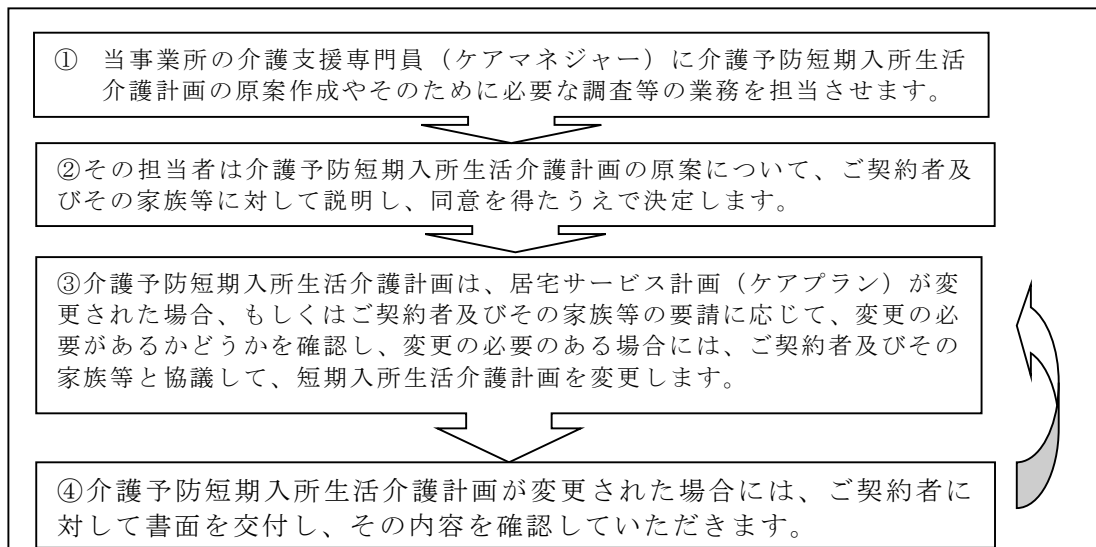 ① 当事業所の介護支援専門員（ケアマネジャー）に介護予防短期入所生活
介護計画の原案作成やそのために必要な調査等の業務を担当させます。
②その担当者は介護予防短期入所生活介護計画の原案について、ご契約者及
びその家族等に対して説明し、同意を得たうえで決定します。
③介護予防短期入所生活介護計画は、居宅サービス計画（ケアプラン）が変
更された場合、もしくはご契約者及びその家族等の要請に応じて、変更の必
要があるかどうかを確認し、変更の必要のある場合には、ご契約者及びその
家族等と協議して、短期入所生活介護計画を変更します。
④介護予防短期入所生活介護計画が変更された場合には、ご契約者に
対して書面を交付し、その内容を確認していただきます。